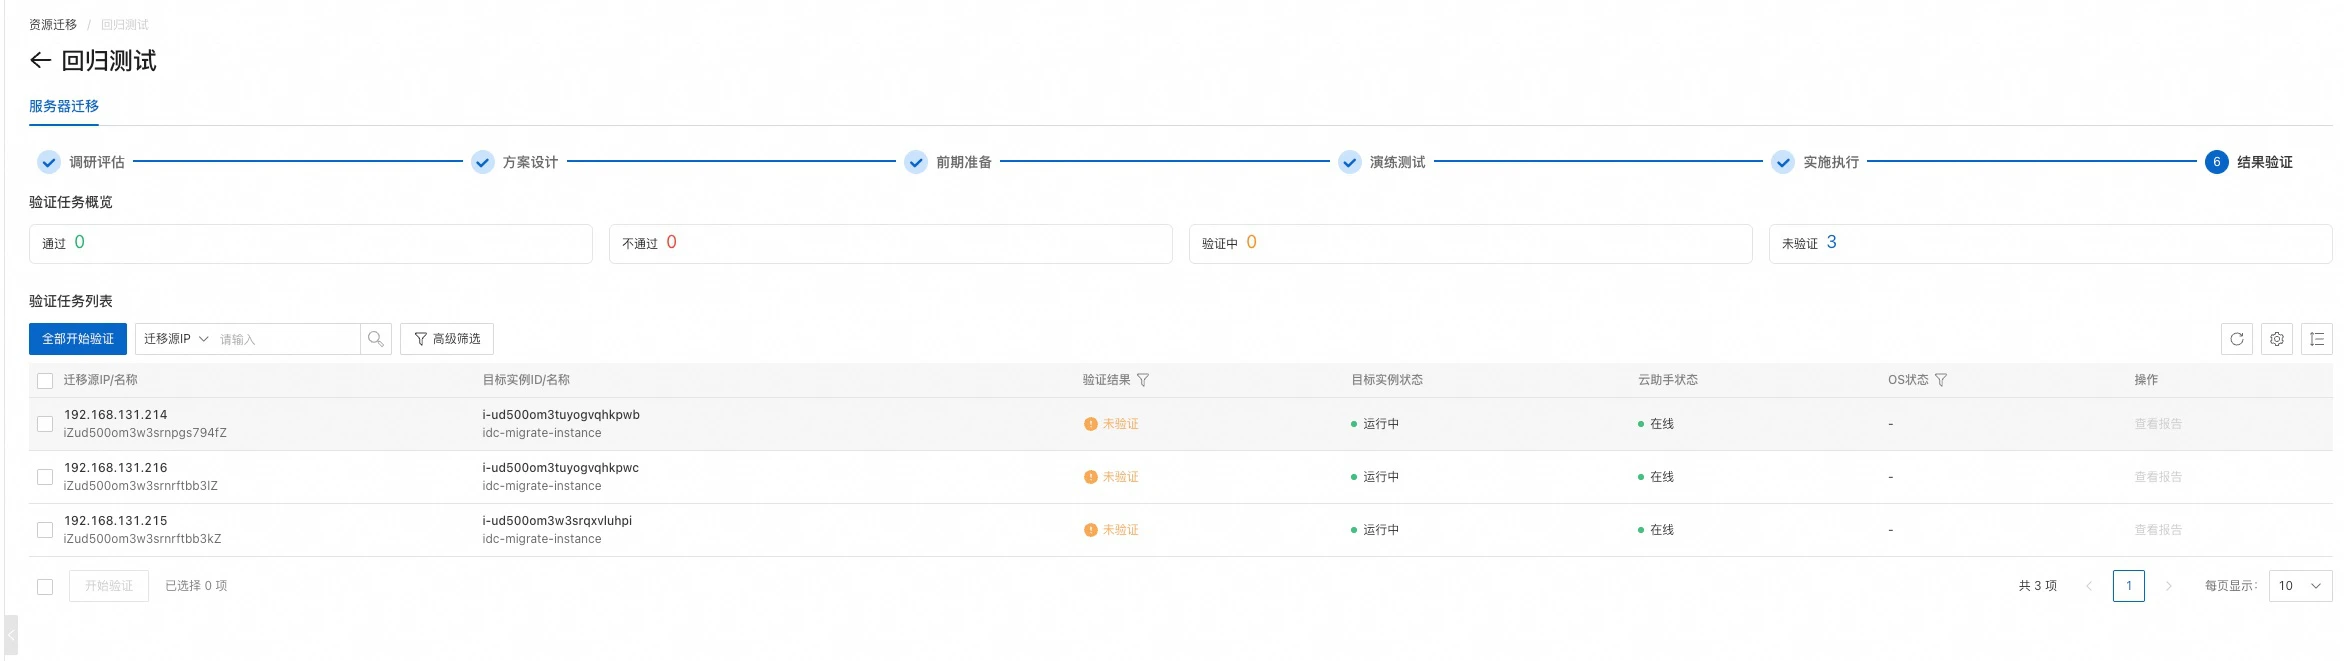 资源迁移 / 回归测试
回归测试
服务器迁移
调研评估 方案设计 前期准备 演练测试 实施执行 6 结果验证
验证任务概览
通过 0 不通过 0 验证中 0 未验证 3
验证任务列表
全部开始验证 迁移源IP 请输入 高级筛选
迁移源IP/名称 目标实例ID/名称 验证结果 目标实例状态 云助手状态 OS状态 操作
192.168.131.214 i-ud500om3tuyogvqhkpwb 未验证 运行中 在线 - 查看报告
iZud500om3w3srnpgs794fZ idc-migrate-instance
192.168.131.216 i-ud500om3tuyogvqhkpwc 未验证 运行中 在线 - 查看报告
iZud500om3w3srnrftbb3lZ idc-migrate-instance
192.168.131.215 i-ud500om3w3srqxvluhpi 未验证 运行中 在线 - 查看报告
iZud500om3w3srnrftbb3kZ idc-migrate-instance
开始验证 已选择 0 项 共 3 项 1 每页显示: 10